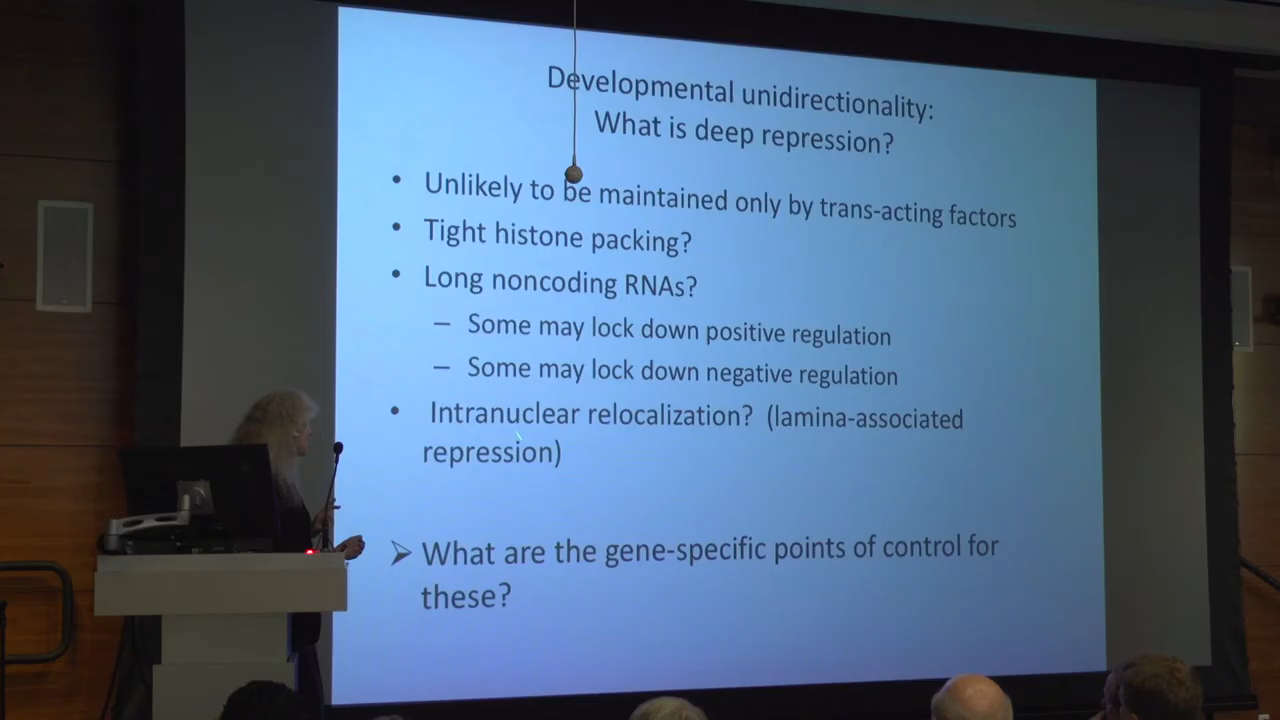 Developmental unidirectionality:
What is deep repression?
• Unlikely to be maintained only by trans-acting factors
• Tight histone packing?
• Long noncoding RNAs?
– Some may lock down positive regulation
– Some may lock down negative regulation
• Intranuclear relocalization? (lamina-associated
repression)
➢ What are the gene-specific points of control for
these?